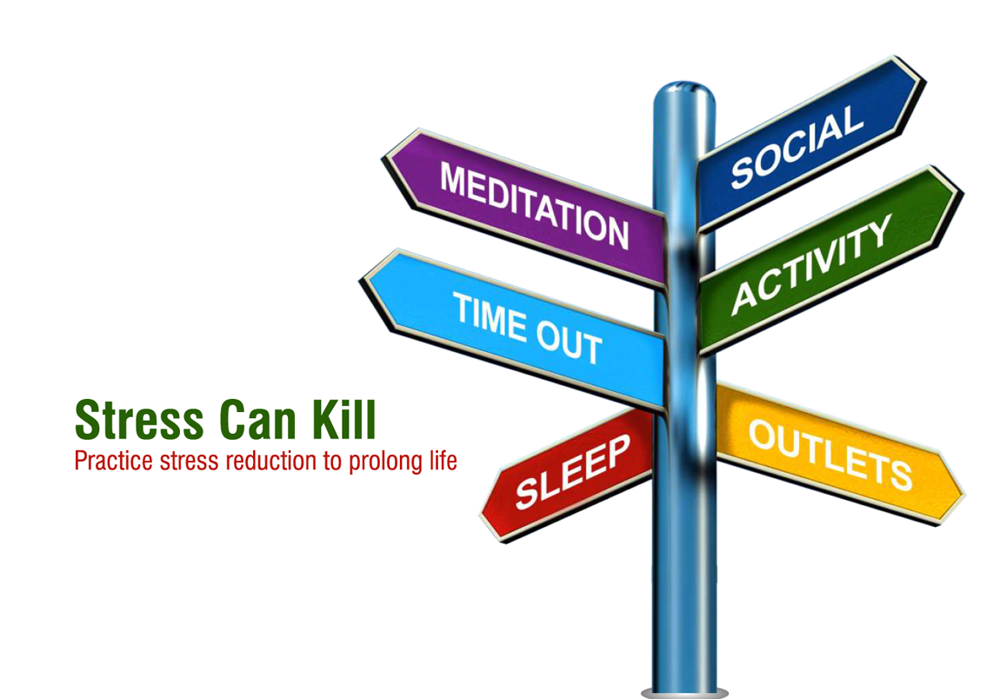 SOCIAL
MEDITATION
ACTIVITY
TIME OUT
Stress Can Kill
Practice stress reduction to prolong life
SLEEP
OUTLETS